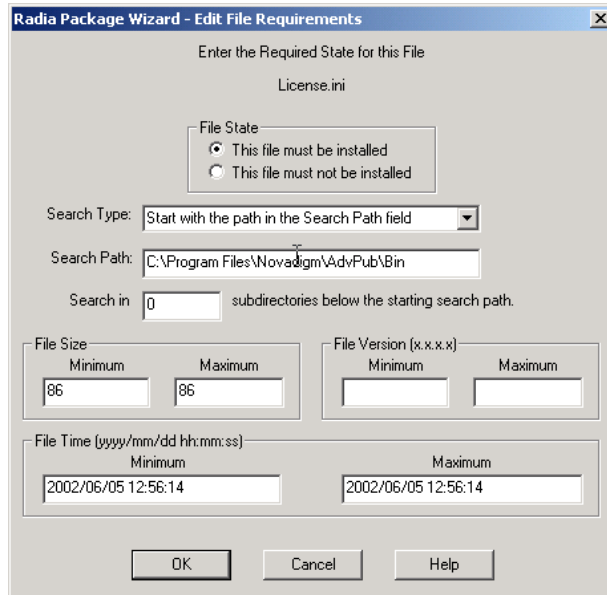 Radia Package Wizard - Edit File Requirements
Enter the Required State for this File
License.ini
File State
This file must be installed
This file must not be installed
Search Type: Start with the path in the Search Path field
Search Path: C:\Program Files\Novadigm\AdvPub\Bin
Search in 0 subdirectories below the starting search path.
File Size
Minimum Maximum
86 86
File Version (x.x.x.x)
Minimum Maximum
File Time (yyyy/mm/dd hh:mm:ss)
Minimum Maximum
2002/06/05 12:56:14 2002/06/05 12:56:14
OK Cancel Help